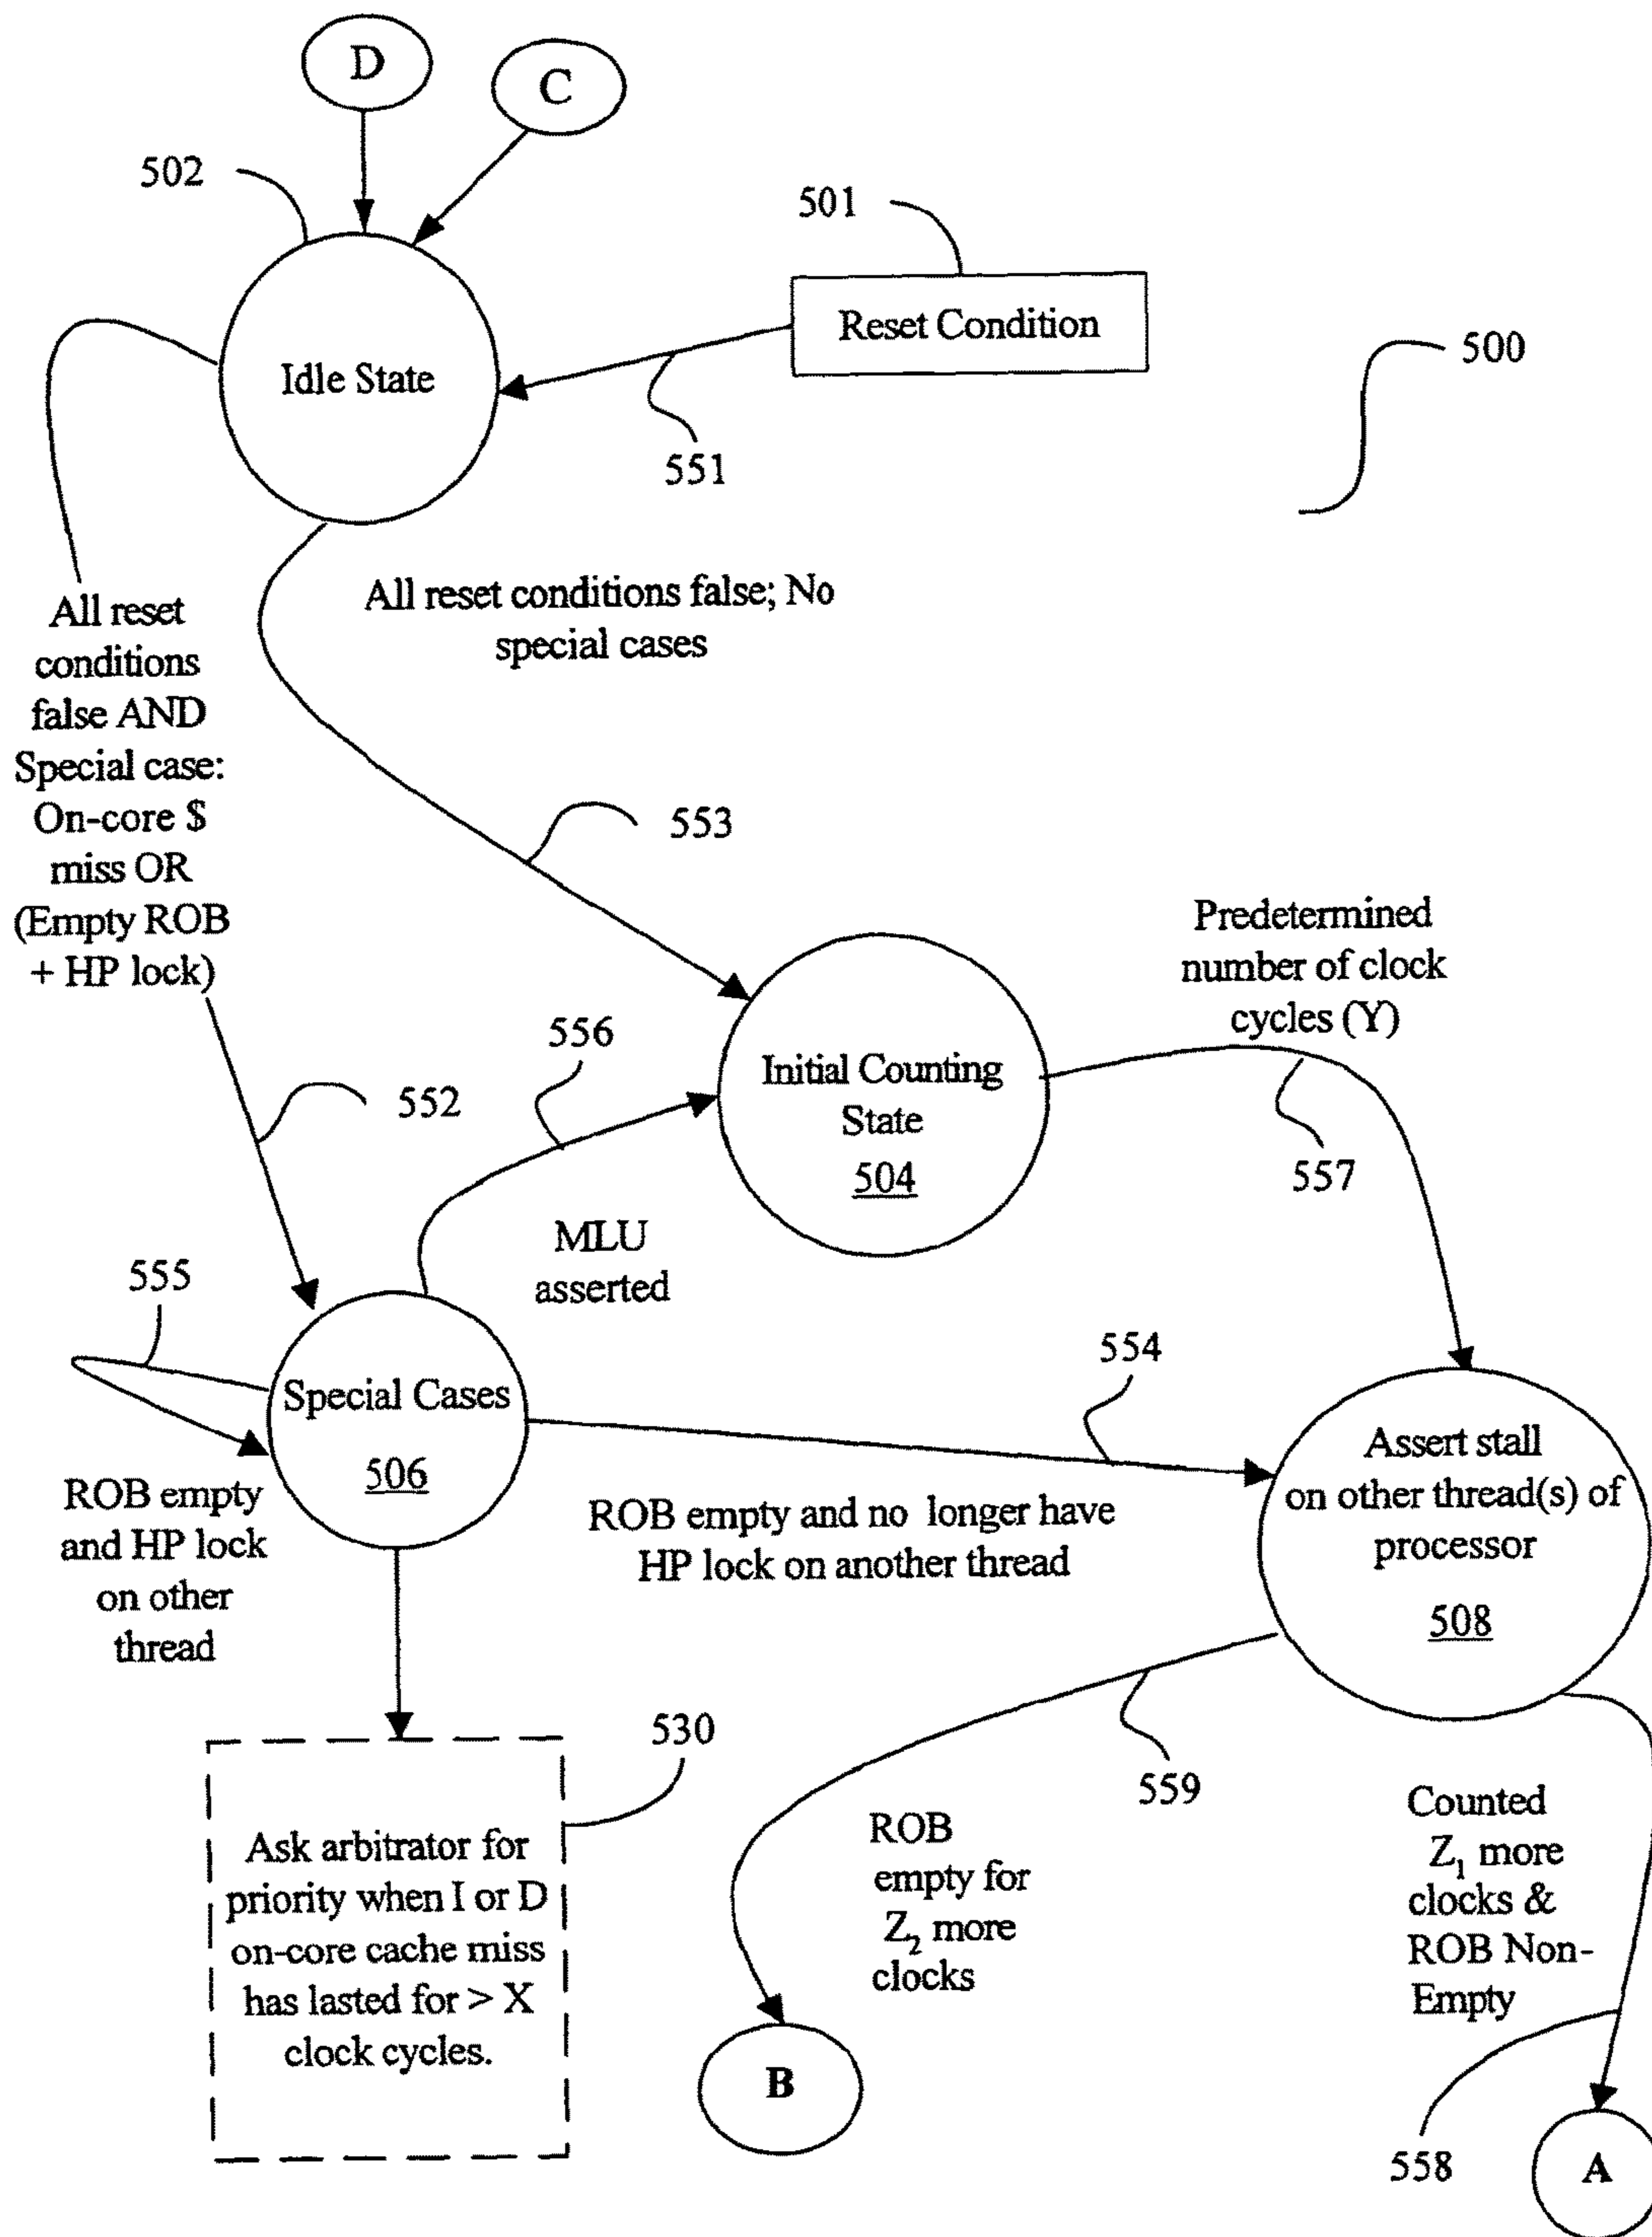 D
C
502
501
Reset Condition
500
Idle State
551
All reset
conditions
false AND
Special case:
On-core $
miss OR
(Empty ROB
+ HP lock)
All reset conditions false; No
special cases
553
Predetermined
number of clock
cycles (Y)
556
552
Initial Counting
State
504
557
MLU
asserted
555
554
Special Cases
506
Assert stall
on other thread(s) of
processor
508
ROB empty
and HP lock
on other
thread
ROB empty and no longer have
HP lock on another thread
530
559
Ask arbitrator for
priority when I or D
on-core cache miss
has lasted for > X
clock cycles.
ROB
empty for
Z2 more
clocks
Counted
Z1 more
clocks &
ROB Non-
Empty
B
558
A